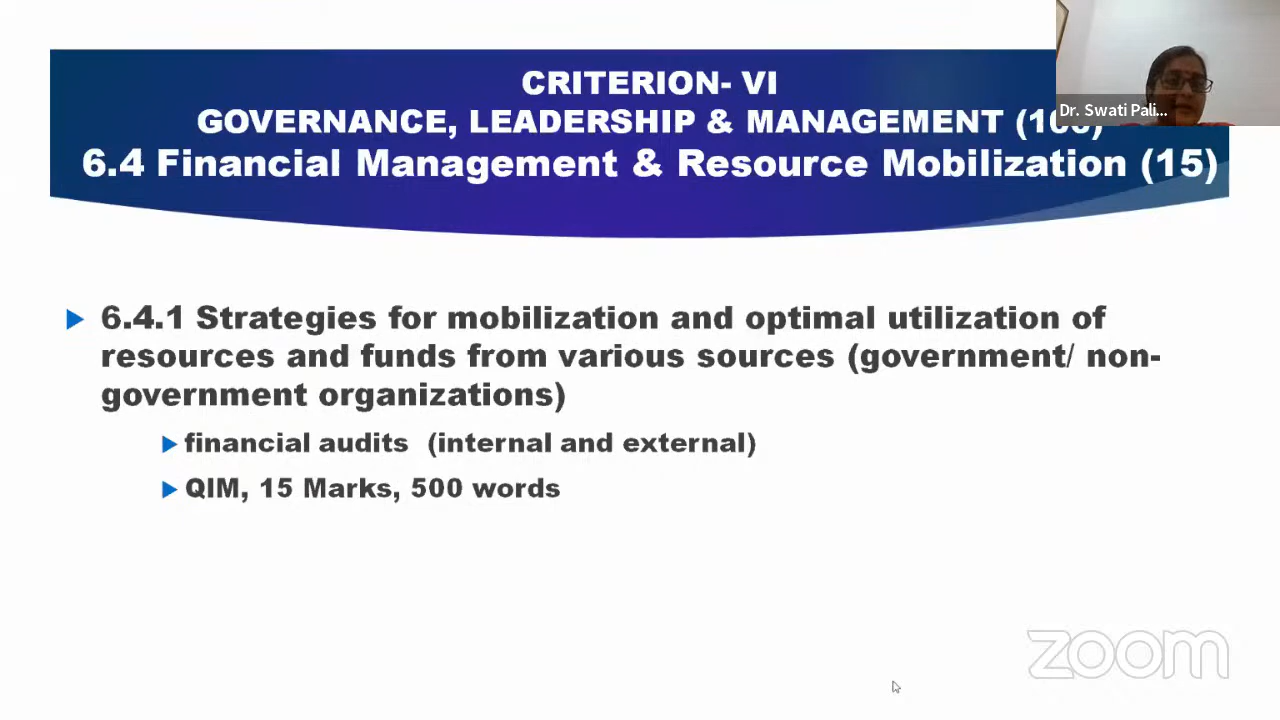 CRITERION- VI
GOVERNANCE, LEADERSHIP & MANAGEMENT
6.4 Financial Management & Resource Mobilization (15)
Dr. Swati Pali...
6.4.1 Strategies for mobilization and optimal utilization of
resources and funds from various sources (government/ non-
government organizations)
financial audits (internal and external)
QIM, 15 Marks, 500 words
zoom